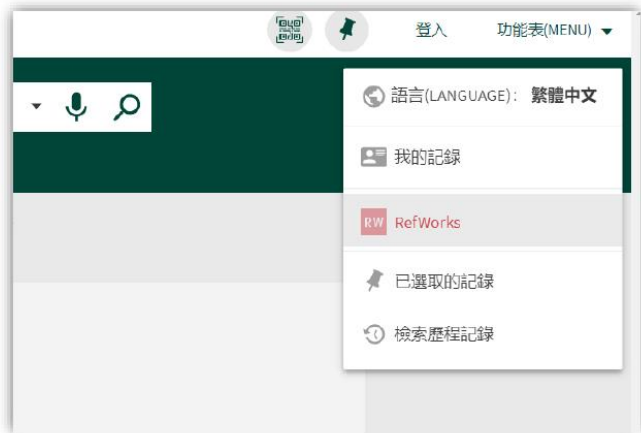 登入 功能表(MENU)
語言(LANGUAGE): 繁體中文
我的記錄
RW RefWorks
已選取的記錄
檢索歷程記錄